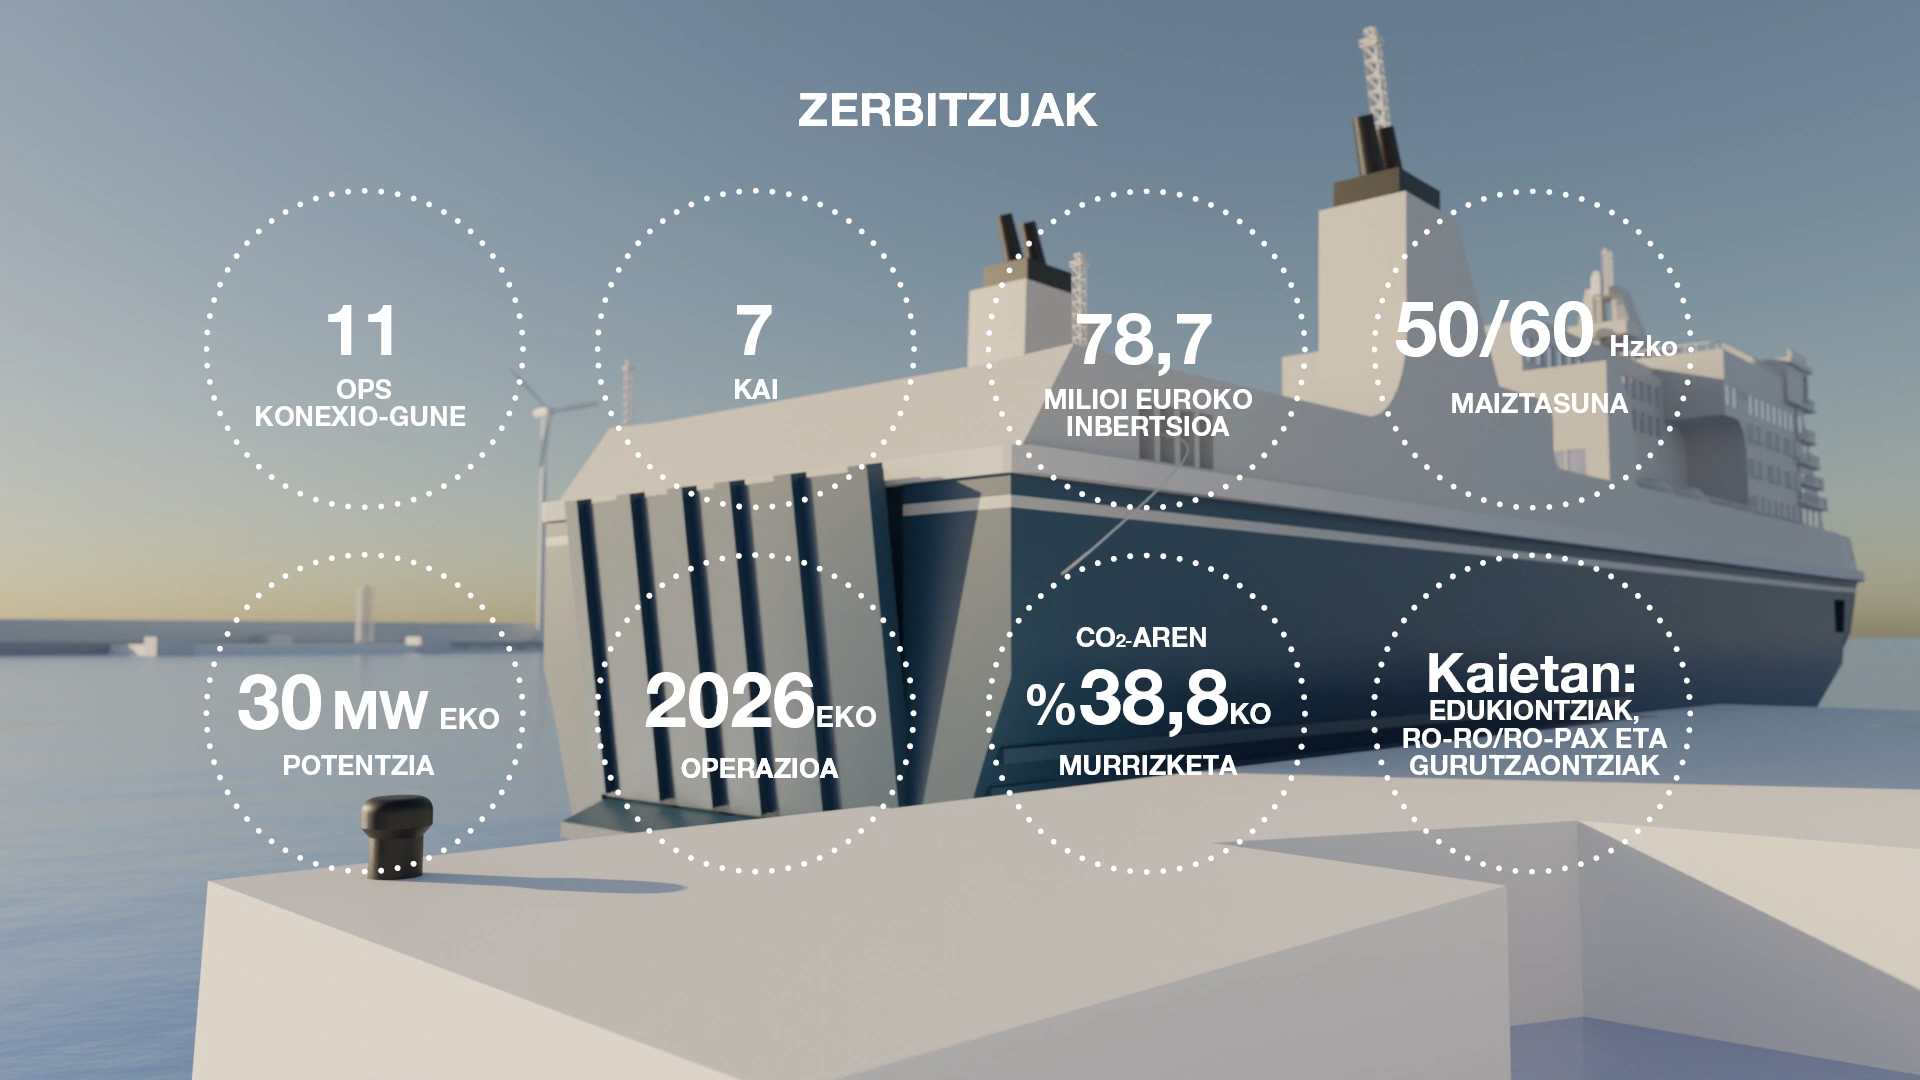 ZERBITZUAK
11
OPS
KONEXIO-GUNE
7
KAI
78,7
MILIOI EUROKO
INBERTSIOA
50/60 Hzko
MAIZTASUNA
30 MW EKO
POTENTZIA
2026EKO
OPERAZIOA
CO2-AREN
%38,8KO
MURRIZKETA
Kaietan:
EDUKIONTZIAK,
RO-RO/RO-PAX ETA
GURUTZAONTZIAK